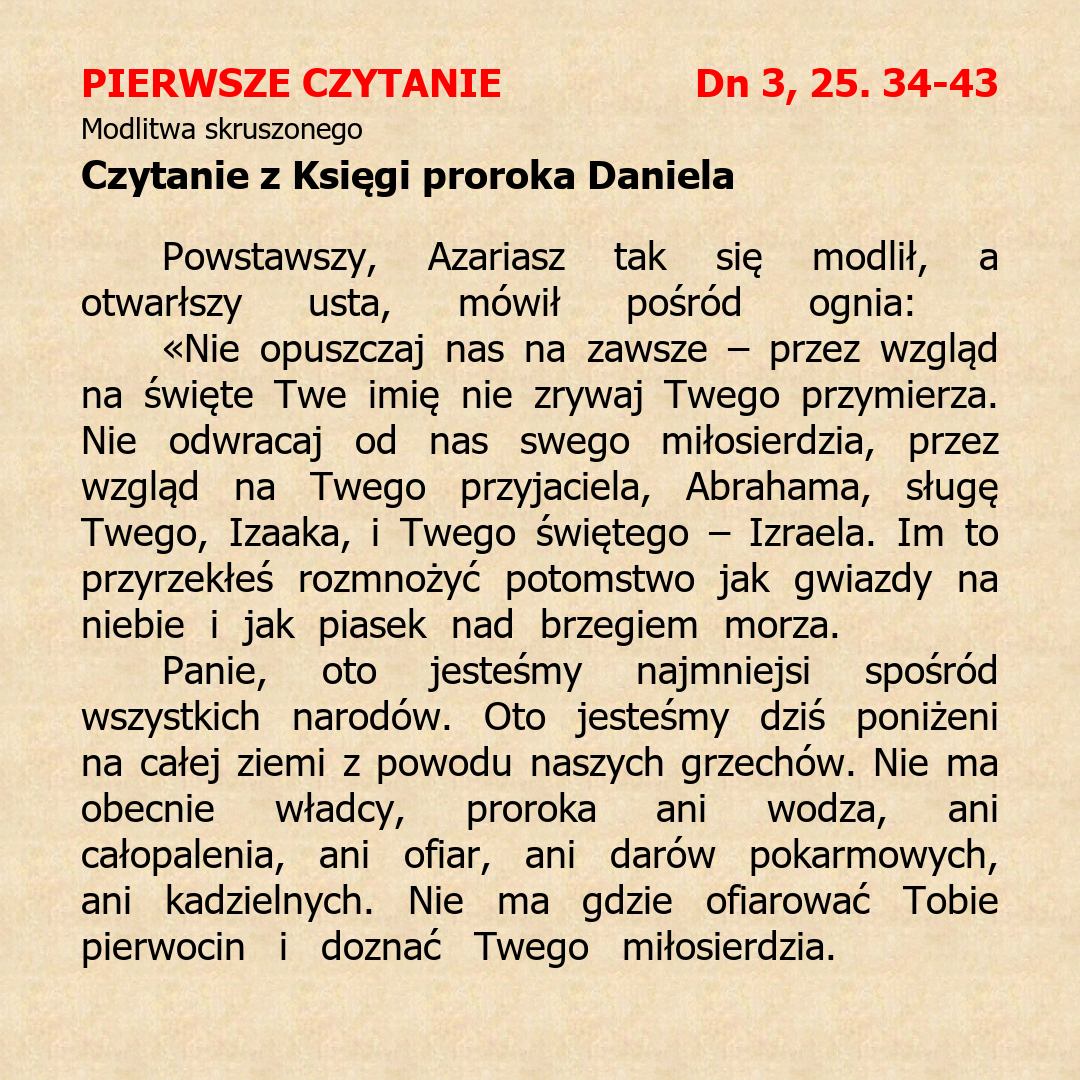 PIERWSZE CZYTANIE Dn 3, 25. 34-43
Modlitwa skruszonego
Czytanie z Księgi proroka Daniela
Powstawszy, Azariasz tak się modlił, a
otwarłszy usta, mówił pośród ognia:
«Nie opuszczaj nas na zawsze – przez wzgląd
na święte Twe imię nie zrywaj Twego przymierza.
Nie odwracaj od nas swego miłosierdzia, przez
wzgląd na Twego przyjaciela, Abrahama, sługę
Twego, Izaaka, i Twego świętego – Izraela. Im to
przyrzekłeś rozmnożyć potomstwo jak gwiazdy na
niebie i jak piasek nad brzegiem morza.
Panie, oto jesteśmy najmniejsi spośród
wszystkich narodów. Oto jesteśmy dziś poniżeni
na całej ziemi z powodu naszych grzechów. Nie ma
obecnie władcy, proroka ani wodza, ani
całopalenia, ani ofiar, ani darów pokarmowych,
ani kadzielnych. Nie ma gdzie ofiarować Tobie
pierwocin i doznać Twego miłosierdzia.